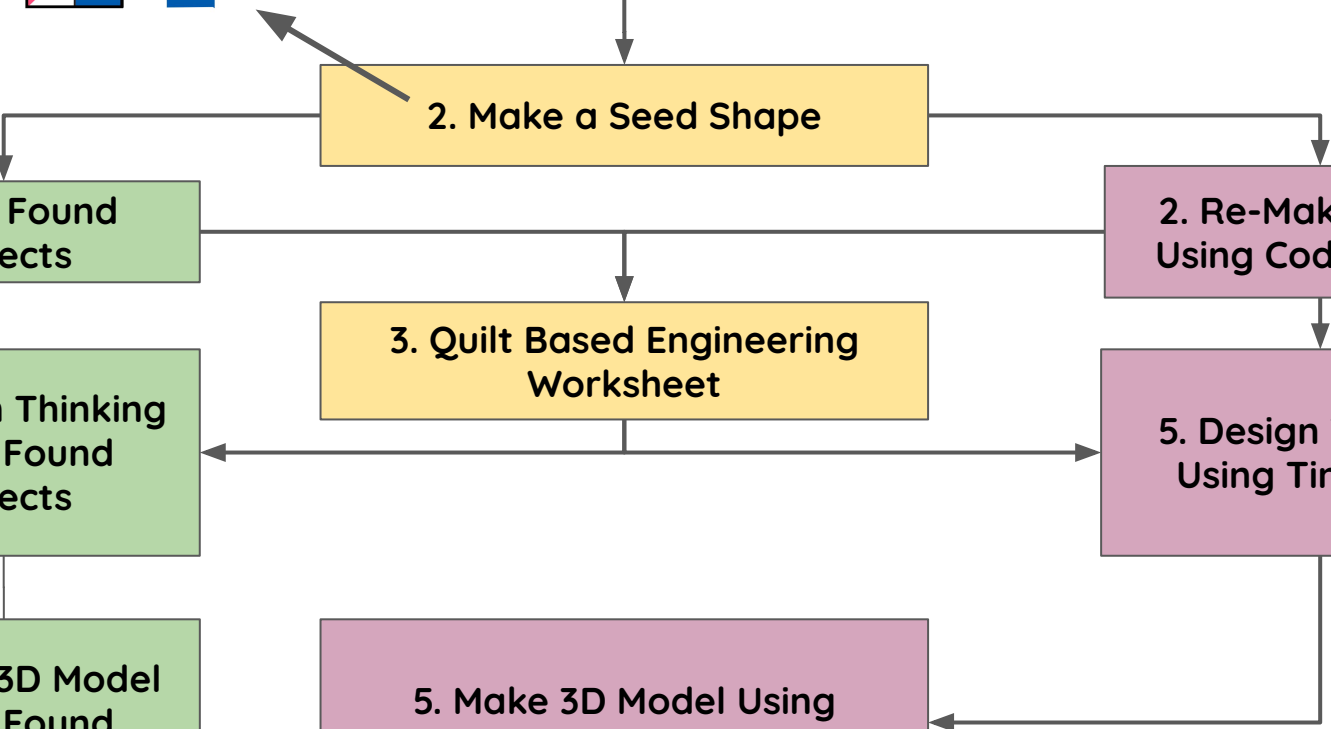 2. Make a Seed Shape
Found
ects
2. Re-Mak
Using Cod
3. Quilt Based Engineering
Worksheet
Thinking
Found
ects
5. Design
Using Tin
3D Model
Found
5. Make 3D Model Using